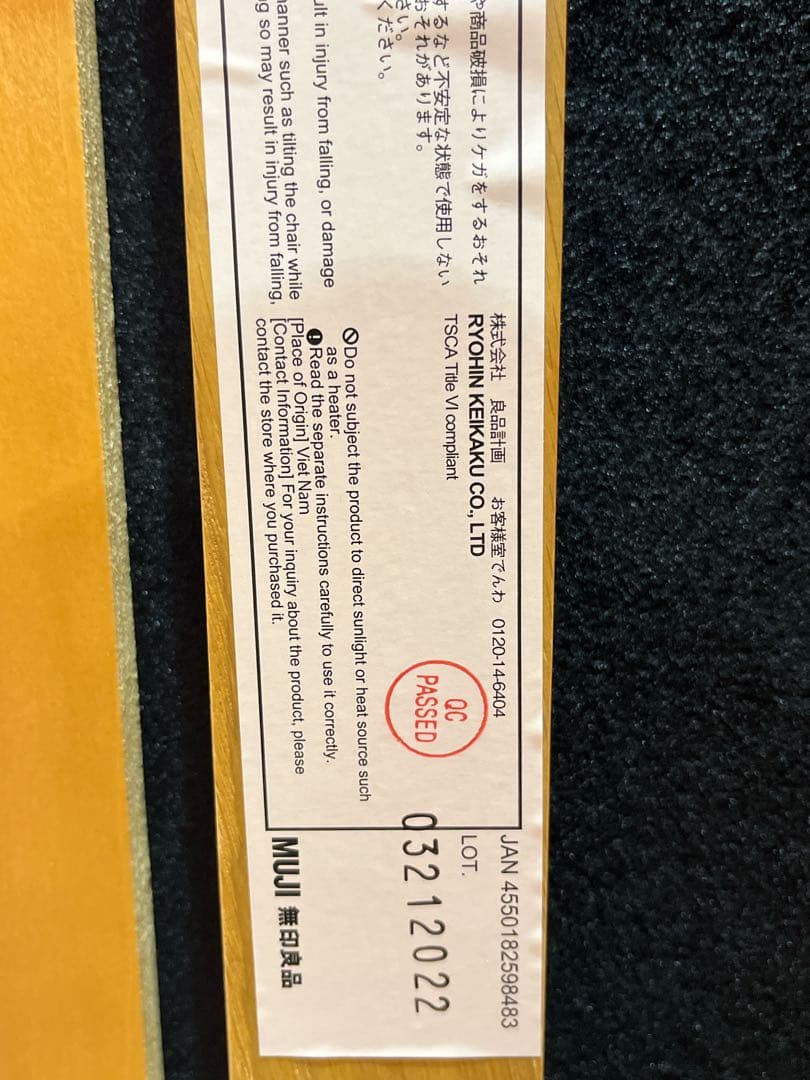 や商品破損によりケガをするおそれ
するなど不安定な状態で使用しない
おそれがあります。
さい。
ください。
ult in injury from falling, or damage
anner such as tilting the chair while
g so may result in injury from falling,
株式会社 良品計画 お客様室でんわ 0120-14-6404
RYOHIN KEIKAKU CO., LTD
TSCA Title VI compliant
QC
PASSED
Do not subject the product to direct sunlight or heat source such
as a heater.
Read the separate instructions carefully to use it correctly.
[Place of Origin] Viet Nam
[Contact Information] For your inquiry about the product, please
contact the store where you purchased it.
JAN 4550182598483
LOT.
03212022
MUJI 無印良品